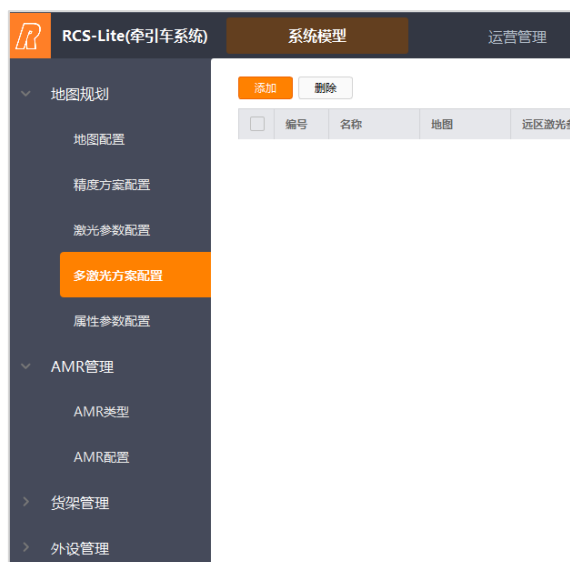 RCS-Lite(牵引车系统) 系统模型 运营管理
地图规划
地图配置
精度方案配置
激光参数配置
多激光方案配置
属性参数配置
AMR管理
AMR类型
AMR配置
货架管理
外设管理
添加 删除
编号 名称 地图 远区激光